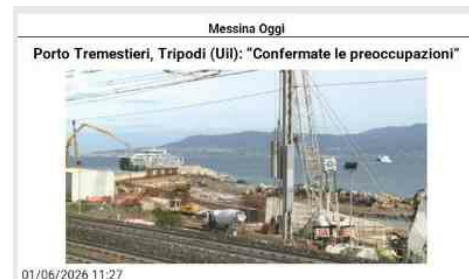 Messina Oggi
Porto Tremestieri, Tripodi (Uil): “Confermate le preoccupazioni”
01/06/2026 11:27